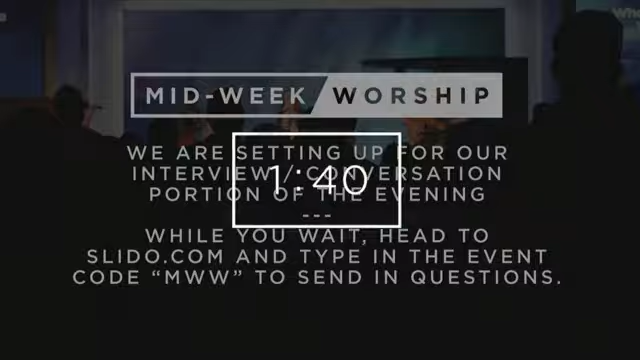 MID-WEEK WORSHIP
WE ARE SETTING UP FOR OUR
INTERVIEW / CONVERSATION
PORTION OF THE EVENING
1:40
---
WHILE YOU WAIT, HEAD TO
SLIDO.COM AND TYPE IN THE EVENT
CODE “MWW” TO SEND IN QUESTIONS.